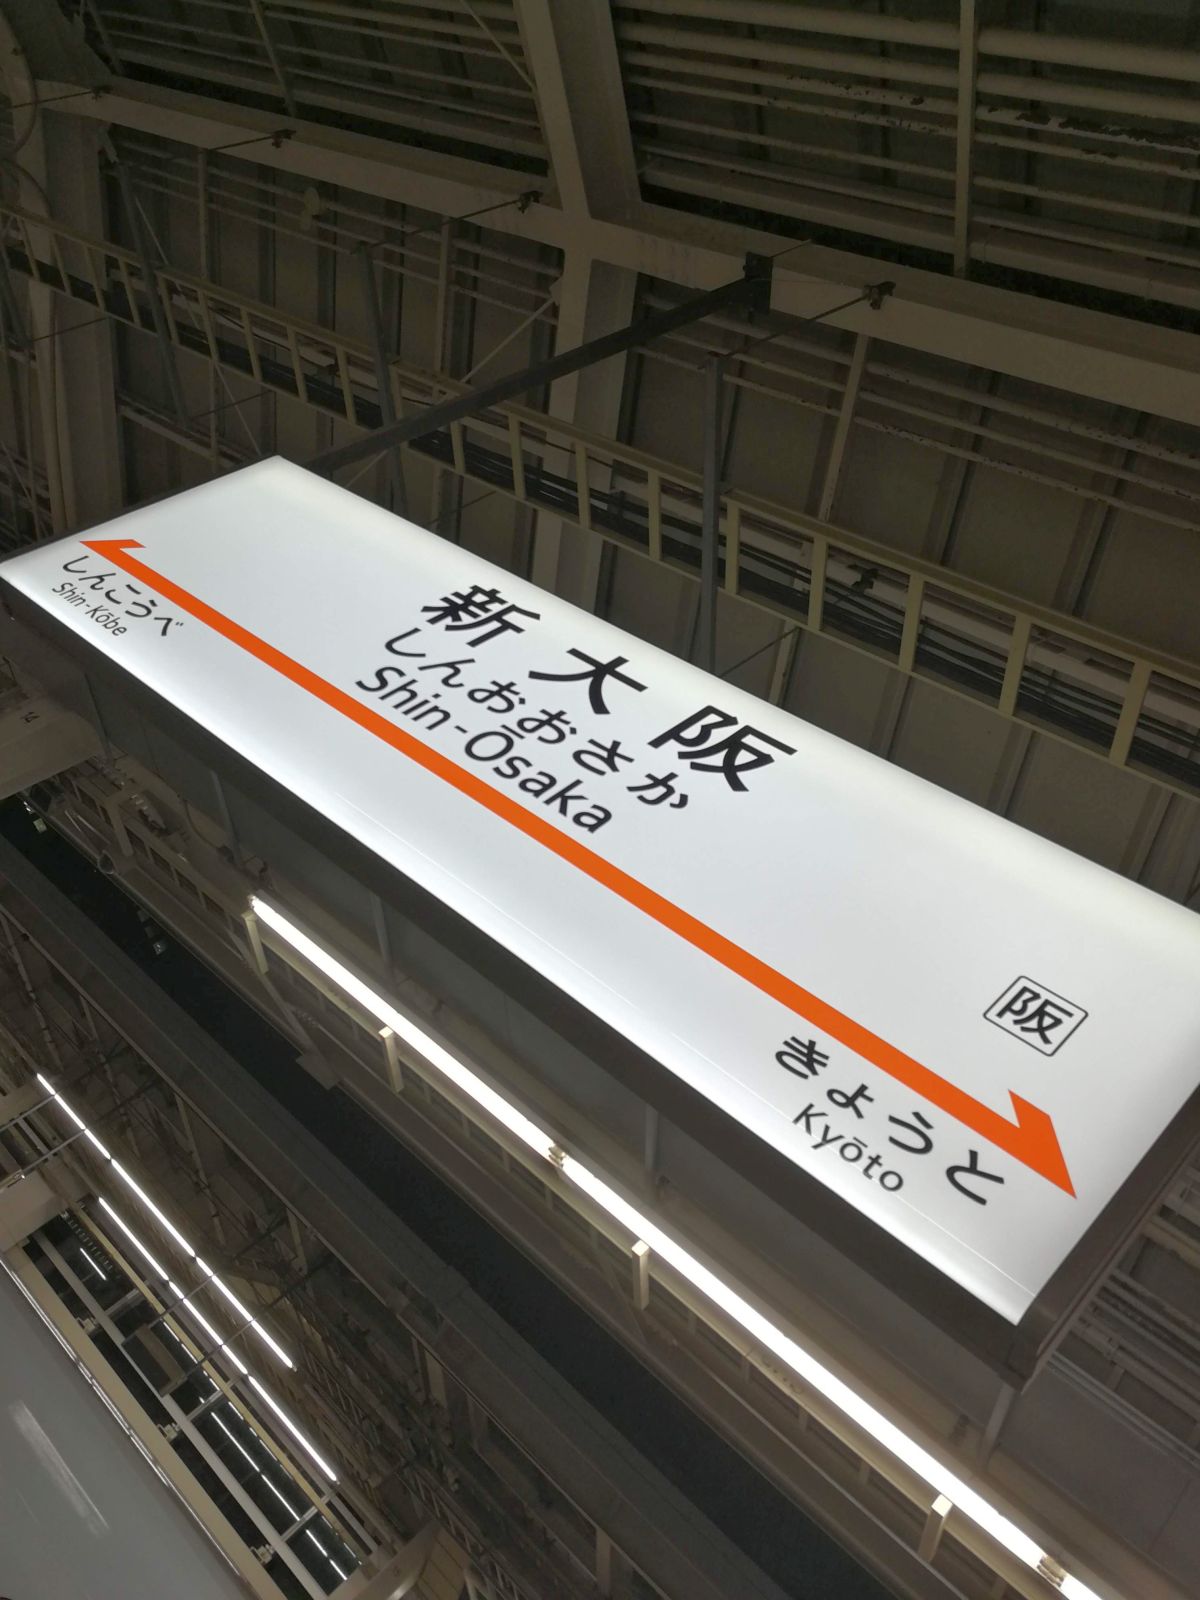 新大阪
しんおおさか
Shin-Ōsaka
阪
しんこうべ
Shin-Kōbe
きょうと
Kyōto
14